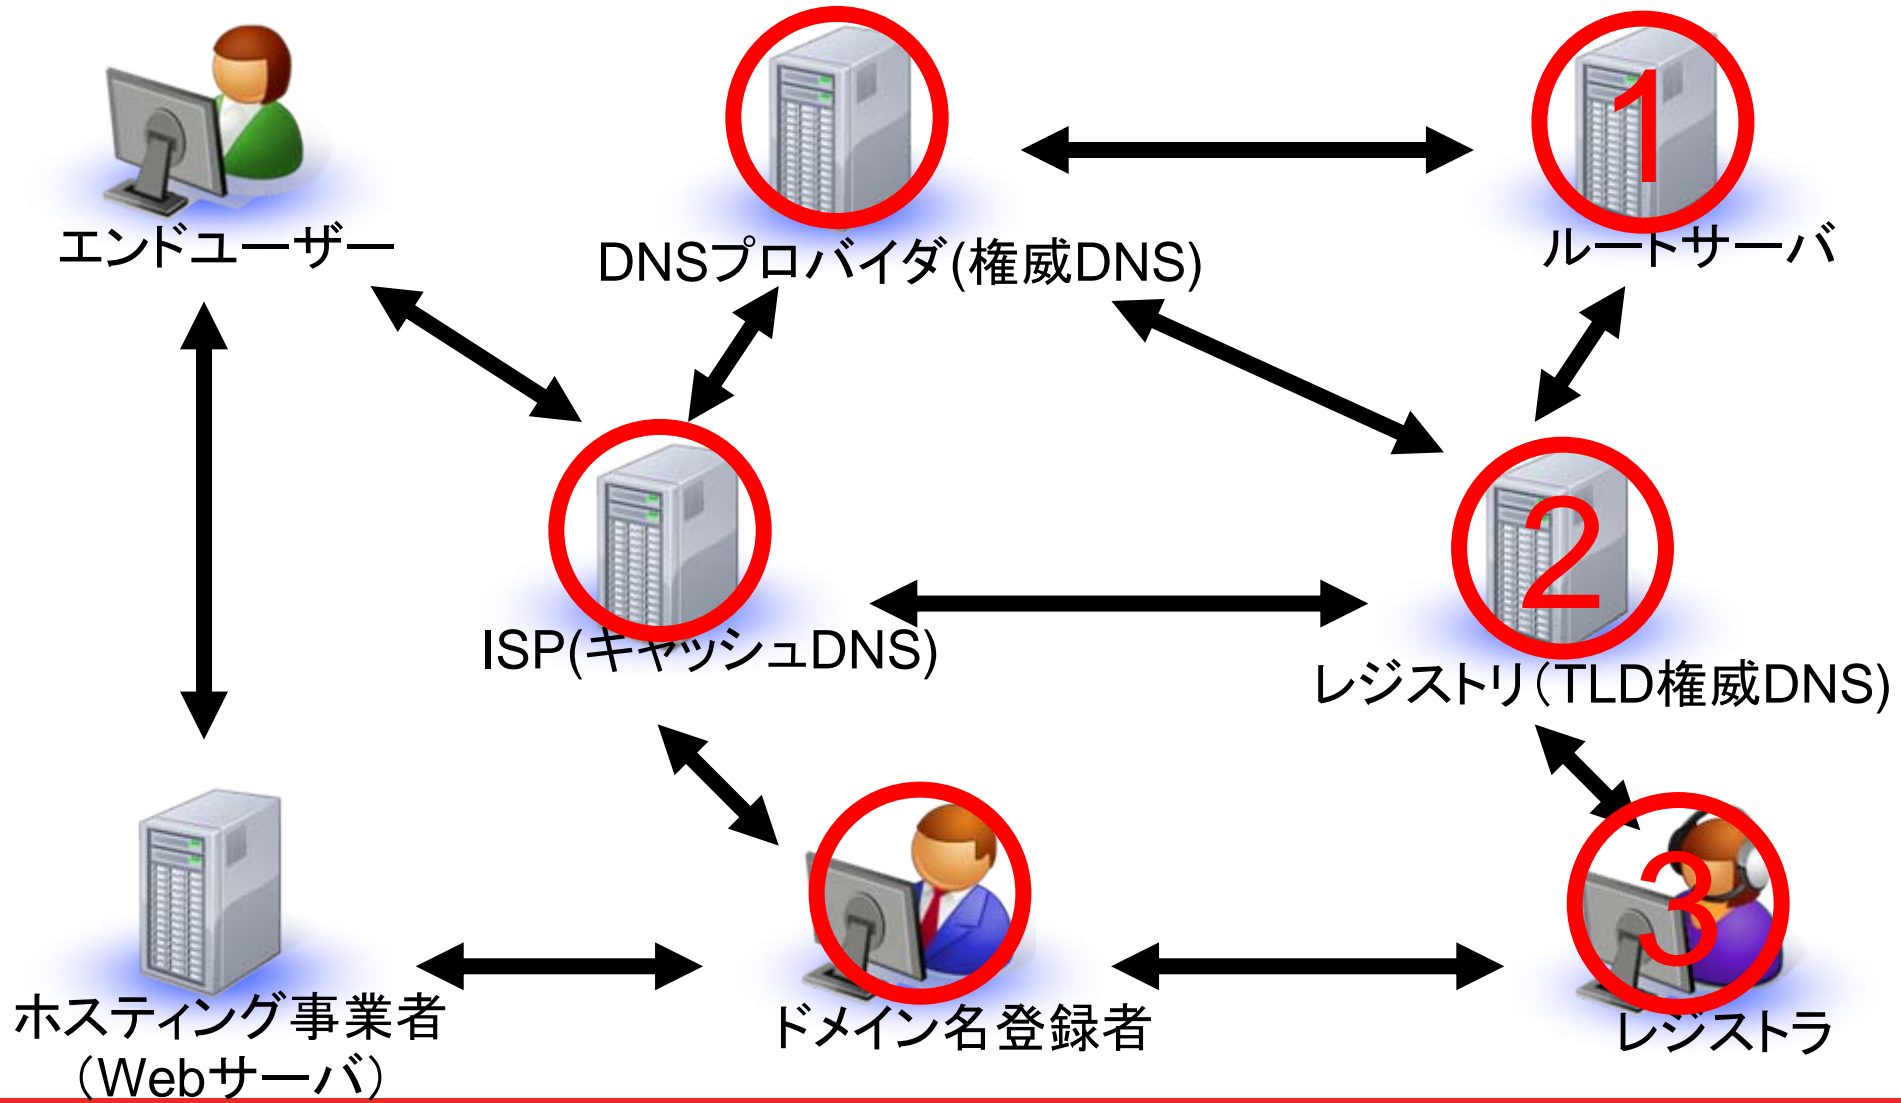 エンドユーザー
DNSプロバイダ(権威DNS)
1
ルートサーバ
ISP(キャッシュDNS)
2
レジストリ（TLD権威DNS)
ホスティング事業者
（Webサーバ）
ドメイン名登録者
3
レジストラ